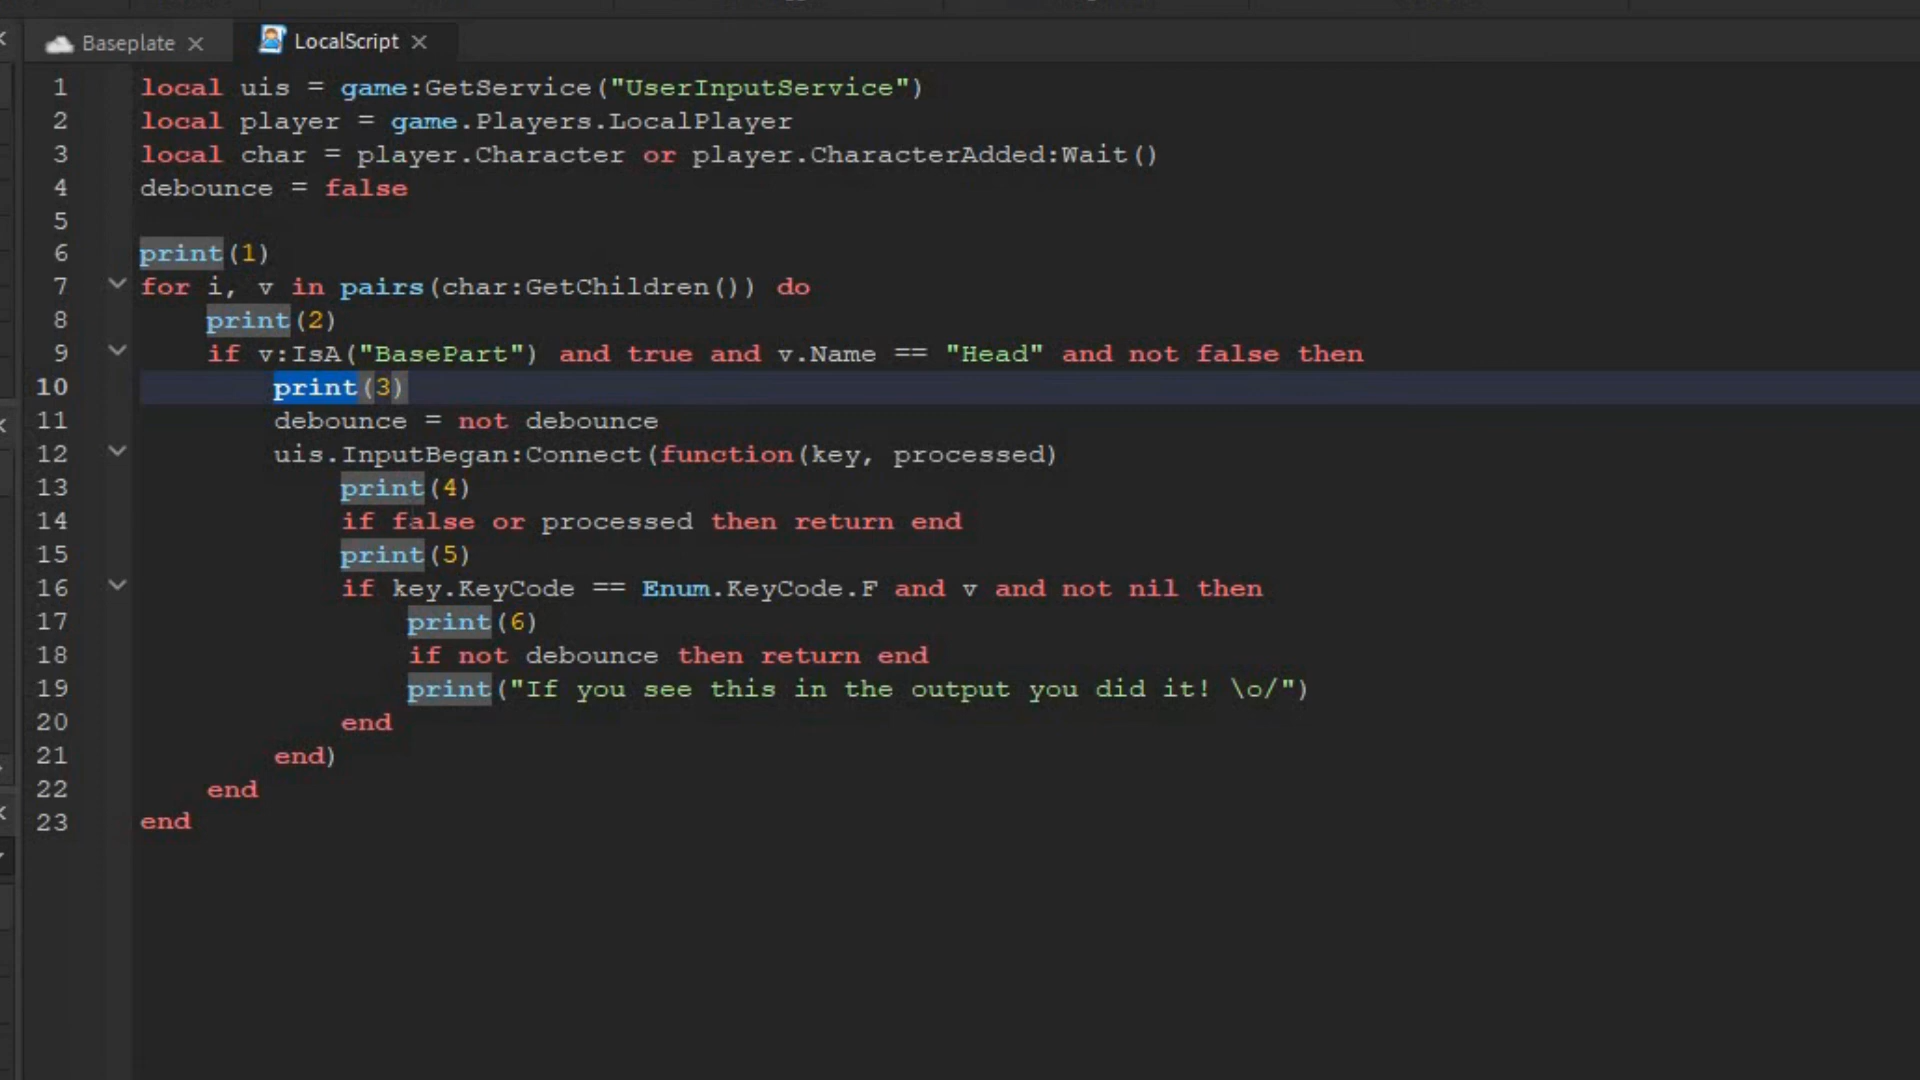 Baseplate
LocalScript
1 local uis = game:GetService("UserInputService")
2 local player = game.Players.LocalPlayer
3 local char = player.Character or player.CharacterAdded:Wait()
4 debounce = false
5
6 print(1)
7 for i, v in pairs(char:GetChildren()) do
8 print(2)
9 if v:IsA("BasePart") and true and v.Name == "Head" and not false then
10 print(3)
11 debounce = not debounce
12 uis.InputBegan:Connect(function(key, processed)
13 print(4)
14 if false or processed then return end
15 print(5)
16 if key.KeyCode == Enum.KeyCode.F and v and not nil then
17 print(6)
18 if not debounce then return end
19 print("If you see this in the output you did it! \o/")
20 end
21 end)
22 end
23 end